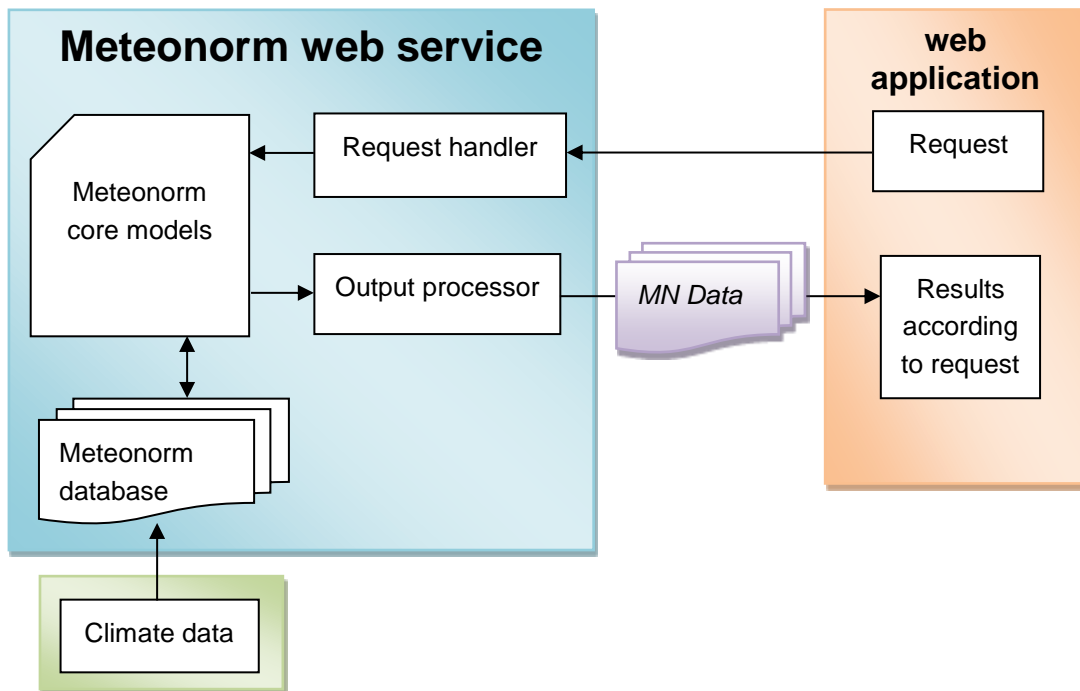 Meteonorm web service
web
application
Request handler
Request
Meteonorm
core models
Output processor
MN Data
Results
according
to request
Meteonorm
database
Climate data